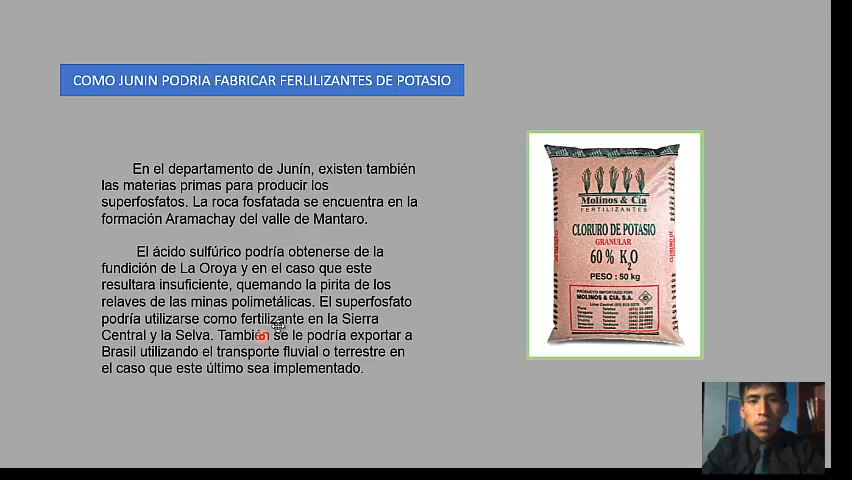 COMO JUNIN PODRIA FABRICAR FERLILIZANTES DE POTASIO
En el departamento de Junín, existen también
las materias primas para producir los
superfosfatos. La roca fosfatada se encuentra en la
formación Aramachay del valle de Mantaro.
El ácido sulfúrico podría obtenerse de la
fundición de La Oroya y en el caso que este
resultara insuficiente, quemando la pirita de los
relaves de las minas polimetálicas. El superfosfato
podría utilizarse como fertilizante en la Sierra
Central y la Selva. También se le podría exportar a
Brasil utilizando el transporte fluvial o terrestre en
el caso que este último sea implementado.
Molinos & Cía
FERTILIZANTES
CLORURO DE POTASIO
GRANULAR
60 % K2O
PESO : 50 kg
PRODUCTO IMPORTADO POR:
MOLINOS & CIA. S.A.